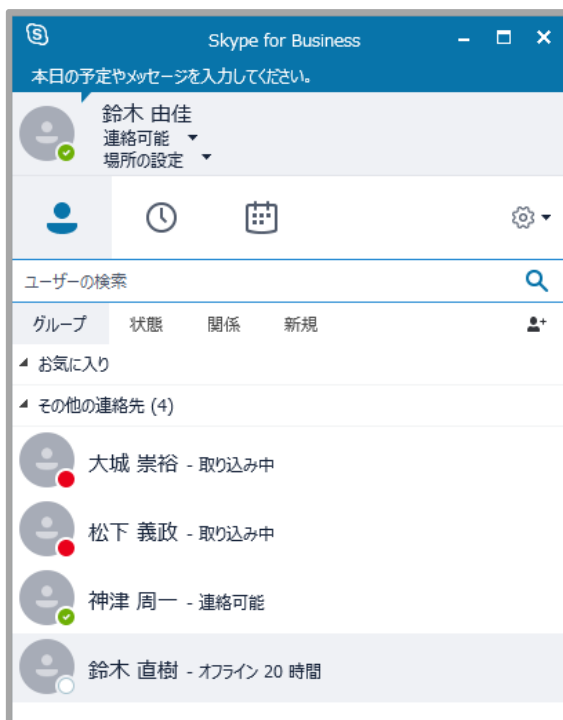 Skype for Business
本日の予定やメッセージを入力してください。
鈴木 由佳
連絡可能
場所の設定
ユーザーの検索
グループ 状態 関係 新規
お気に入り
その他の連絡先 (4)
大城 崇裕 - 取り込み中
松下 義政 - 取り込み中
神津 周一 - 連絡可能
鈴木 直樹 - オフライン 20 時間